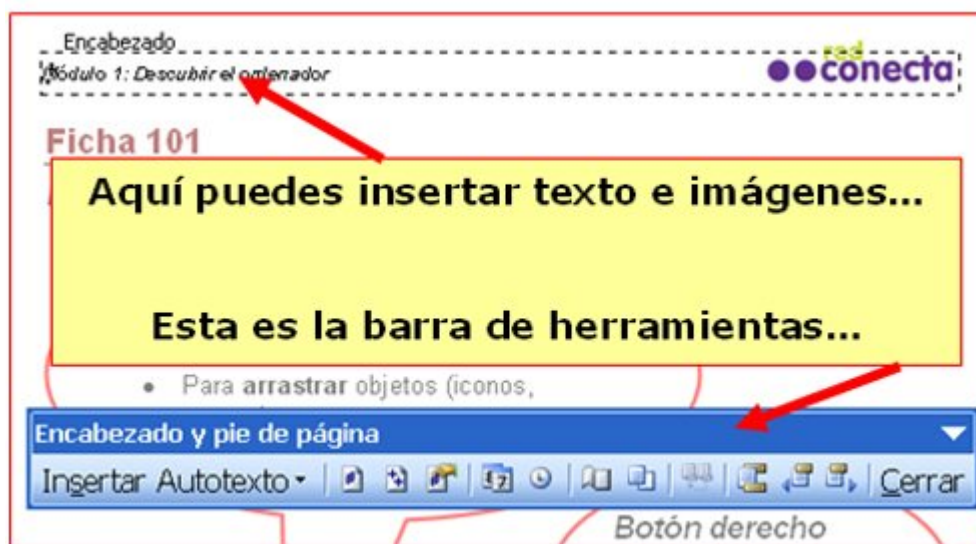 Encabezado
Módulo 1: Descubrir el ordenador
red
conecta
Ficha 101
Aquí puedes insertar texto e imágenes...
Esta es la barra de herramientas...
• Para arrastrar objetos (iconos,
Encabezado y pie de página
Insertar Autotexto
Cerrar
Botón derecho